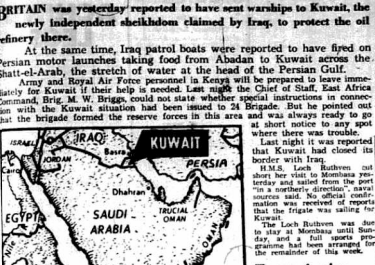 BRITAIN was yesterday reported to have sent warships to Kuwait, the
newly independent sheikhdom claimed by Iraq, to protect the oil
refinery there.
At the same time, Iraq patrol boats were reported to have fired on
Persian motor launches taking food from Abadan to Kuwait across the
Shatt-el-Arab, the stretch of water at the head of the Persian Gulf.
Army and Royal Air Force personnel in Kenya will be prepared to leave imme-
diately for Kuwait if their help is needed. Last night the Chief of Staff, East Africa
Command, Brig. M. W. Briggs, could not state whether special instructions in connec-
tion with the Kuwait situation had been issued to 24 Brigade. But he pointed out
that the brigade formed the reserve forces in this area and was always ready to go
at short notice to any spot
where there was trouble.
Last night it was reported
that Kuwait had closed its
border with Iraq.
H.M.S. Loch Ruthven cut
short her visit to Mombasa yester-
day and sailed from the port
"in a northerly direction", naval
sources said. No official confir-
mation was received of reports
that the frigate was sailing for
Kuwait.
The Loch Ruthven was due
to stay at Mombasa until Sun-
day, and a full sports pro-
gramme had been arranged for
the remainder of this week.
ISRAEL
IRAQ
Basra
KUWAIT
JORDAN
Cairo
PERSIA
Dhahran
EGYPT
SAUDI
ARABIA
TRUCIAL
OMAN
Nile